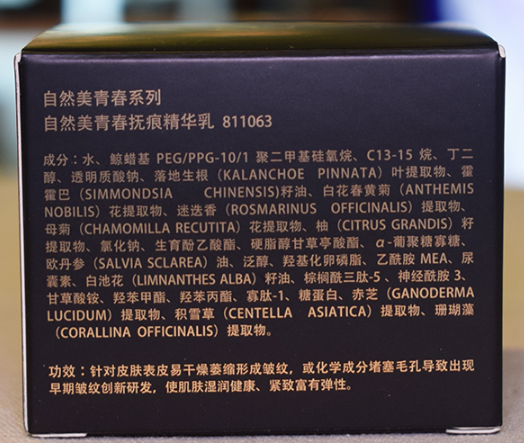 自然美青春系列
自然美青春抚痕精华乳 811063
成分：水、鲸蜡基 PEG/PPG-10/1 聚二甲基硅氧烷、C13-15 烷、丁二
醇、透明质酸钠、落地生根（KALANCHOE PINNATA）叶提取物、霍
霍巴（SIMMONDSIA CHINENSIS)籽油、白花春黄菊（ANTHEMIS
NOBILIS）花提取物、迷迭香（ROSMARINUS OFFICINALIS）提取物、
母菊（CHAMOMILLA RECUTITA）花提取物、柚（CITRUS GRANDIS）籽
提取物、氯化钠、生育酚乙酸酯、硬脂醇甘草亭酸酯、α-葡聚糖寡糖、
欧丹参（SALVIA SCLAREA）油、泛醇、羟基化卵磷脂、乙酰胺 MEA、尿
囊素、白池花（LIMNANTHES ALBA）籽油、棕榈酰三肽-5、神经酰胺 3、
甘草酸铵、羟苯甲酯、羟苯丙酯、寡肽-1、糖蛋白、赤芝（GANODERMA
LUCIDUM）提取物、积雪草（CENTELLA ASIATICA）提取物、珊瑚藻
（CORALLINA OFFICINALIS）提取物。
功效：针对皮肤表皮易干燥萎缩形成皱纹，或化学成分堵塞毛孔导致出现
早期皱纹创新研发，使肌肤湿润健康、紧致富有弹性。